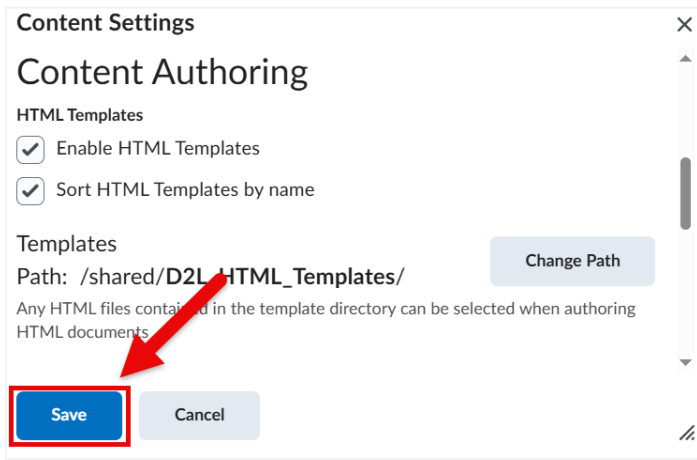 Content Settings
Content Authoring
HTML Templates
Enable HTML Templates
Sort HTML Templates by name
Templates
Path: /shared/D2L_HTML_Templates/
Change Path
Any HTML files contained in the template directory can be selected when authoring
HTML documents
Save
Cancel